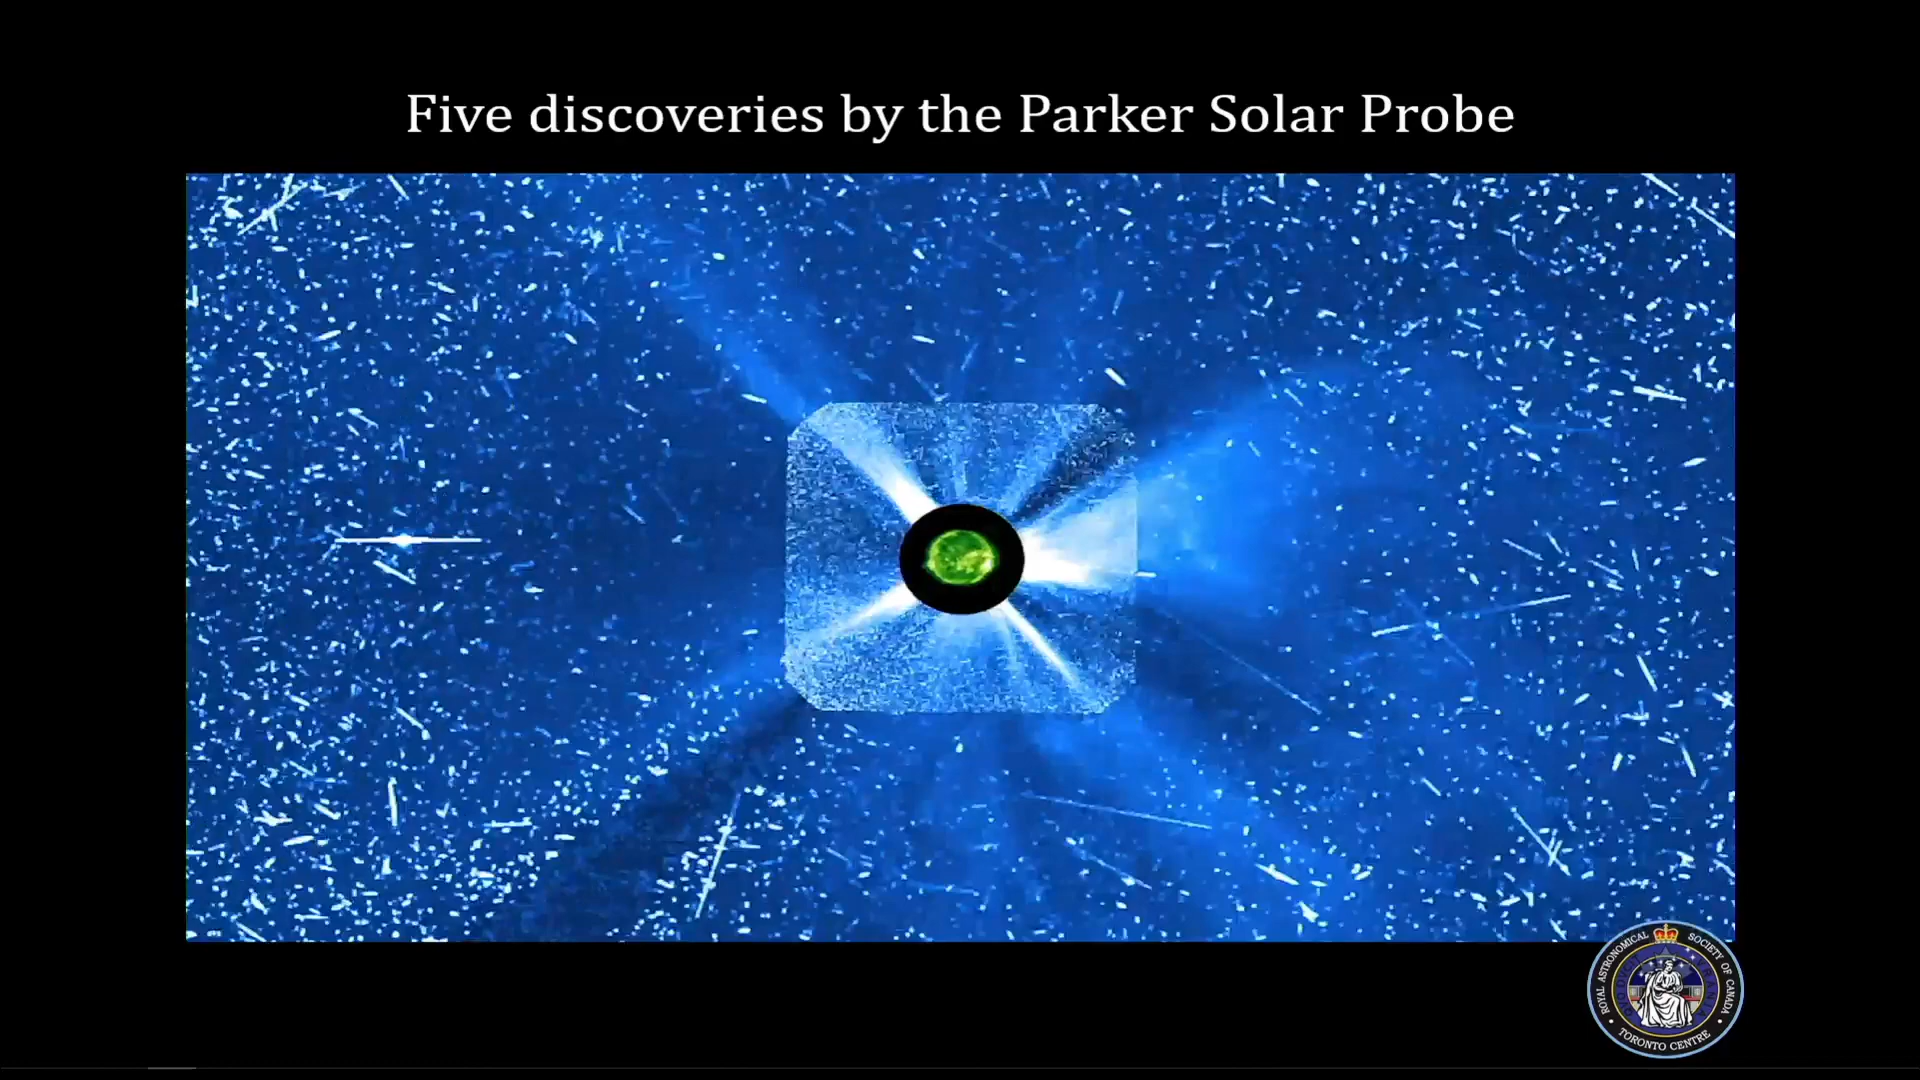 Five discoveries by the Parker Solar Probe
ROYAL ASTRONOMICAL SOCIETY OF CANADA
TORONTO CENTRE